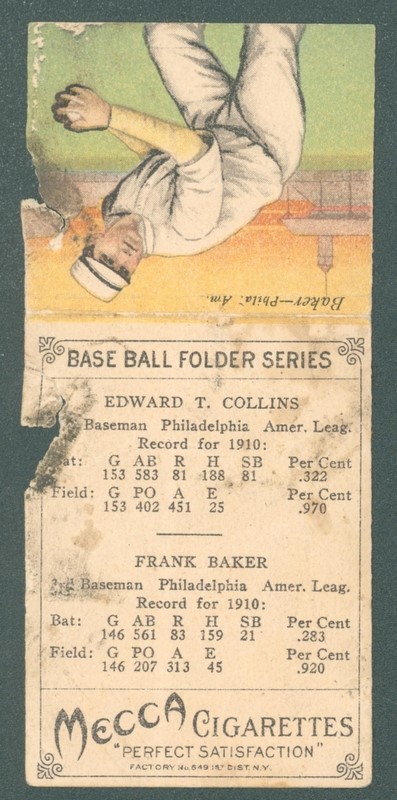 Baker—Phila. Am.
BASE BALL FOLDER SERIES
EDWARD T. COLLINS
Baseman Philadelphia Amer. Leag.
Record for 1910:
Bat: G AB R H SB Per Cent
153 583 81 188 81 .322
Field: G PO A E Per Cent
153 402 451 25 .970
FRANK BAKER
3rd Baseman Philadelphia Amer. Leag.
Record for 1910:
Bat: G AB R H SB Per Cent
146 561 83 159 21 .283
Field: G PO A E Per Cent
146 207 313 45 .920
MECCA CIGARETTES
"PERFECT SATISFACTION"
FACTORY No. 649 1ST DIST. N.Y.